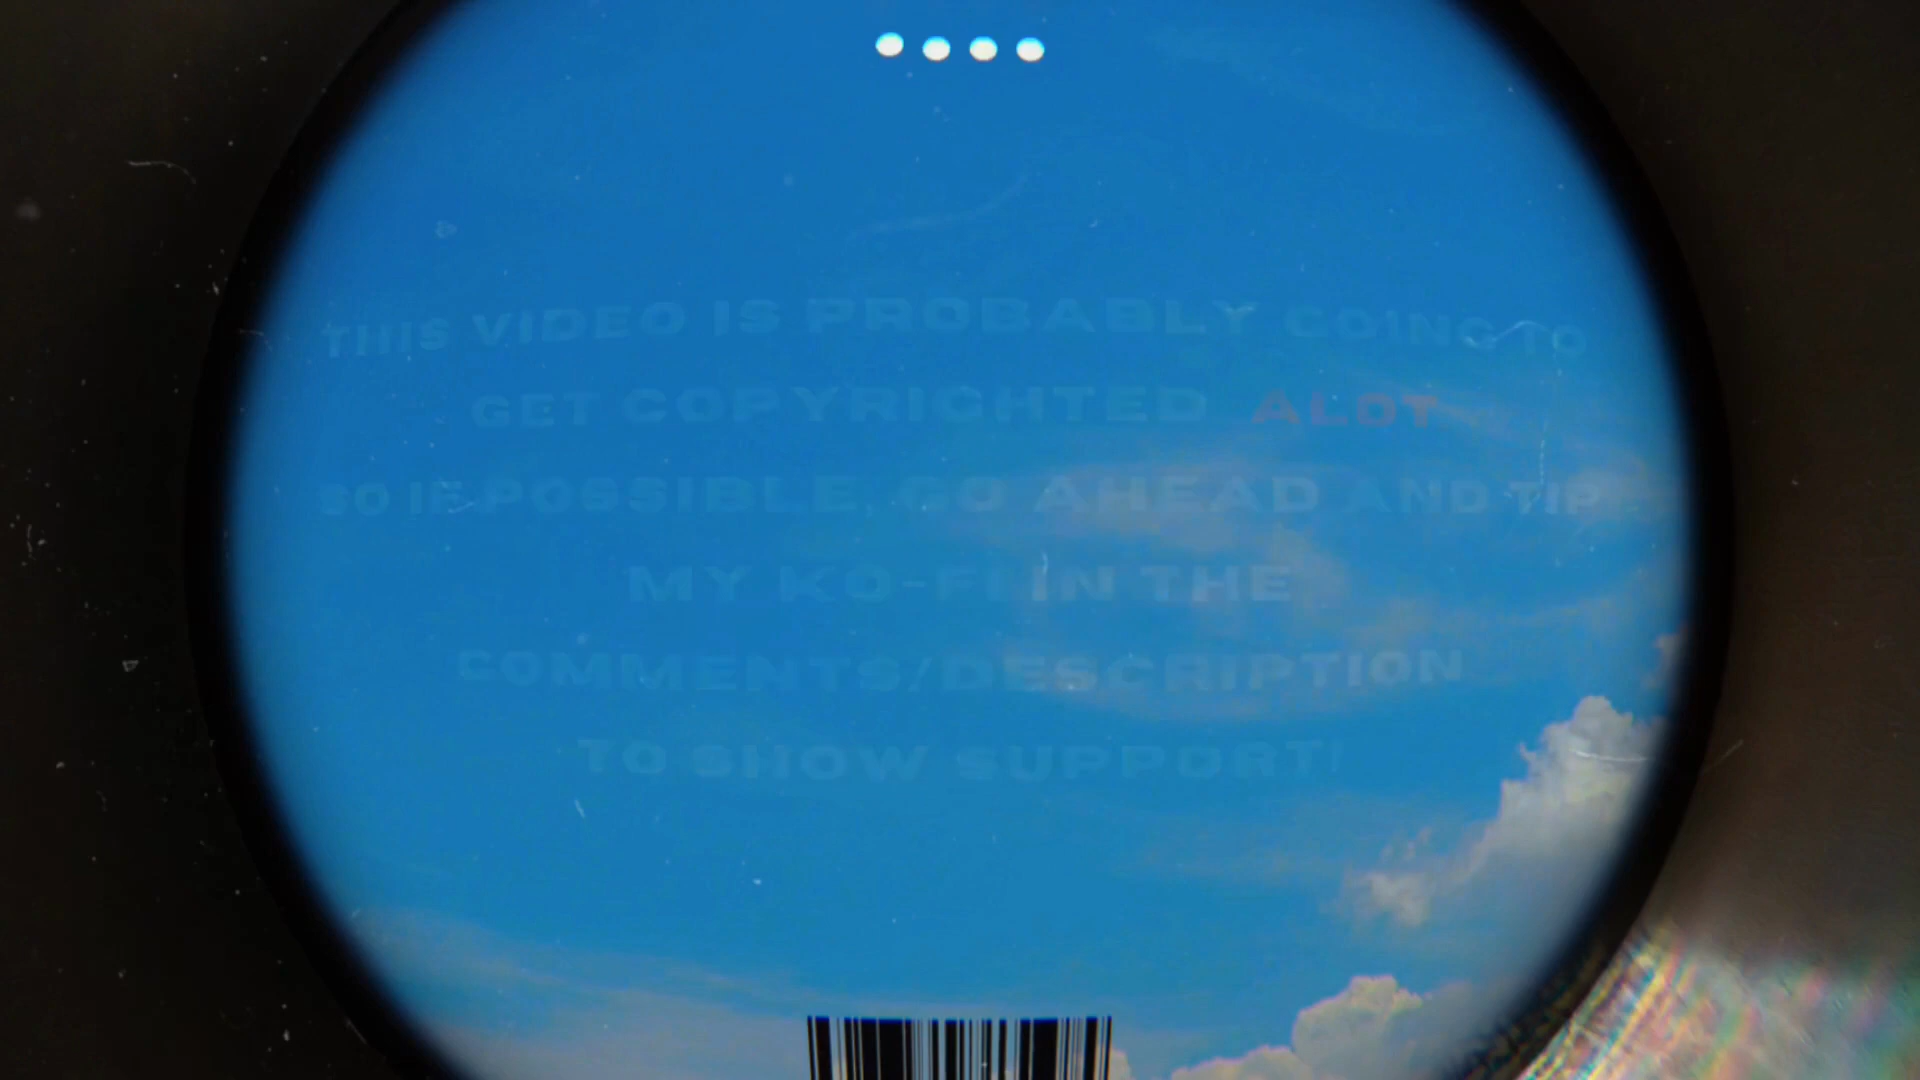 THIS VIDEO IS PROBABLY GOING TO
GET COPYRIGHTED ALOT
SO IF POSSIBLE, GO AHEAD AND TIP
MY KO-FI IN THE
COMMENTS/DESCRIPTION
TO SHOW SUPPORT!